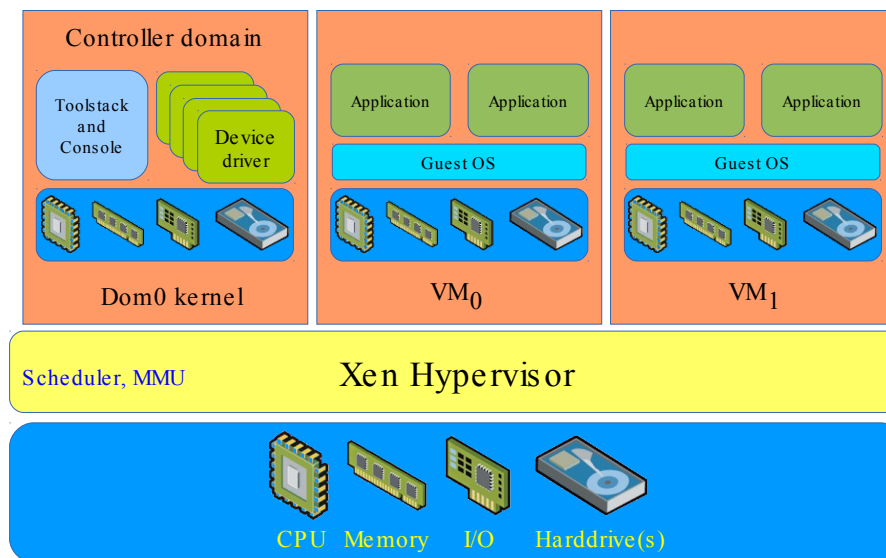 Controller domain
Toolstack
and
Console
Device
driver
Dom0 kernel
Application
Application
Guest OS
VM0
Application
Application
Guest OS
VM1
Scheduler, MMU
Xen Hypervisor
CPU
Memory
I/O
Harddrive(s)